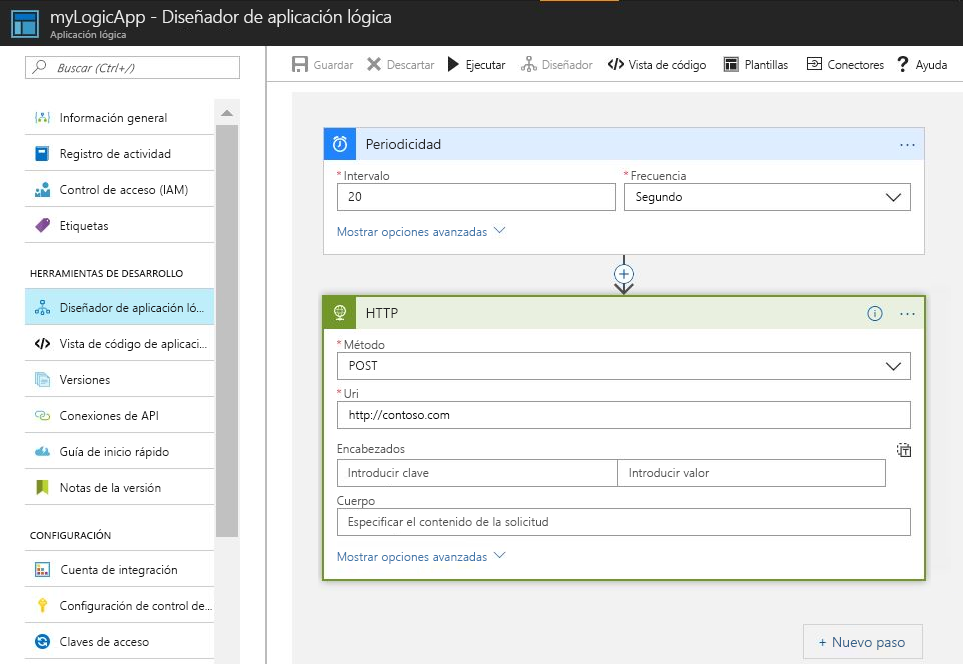 myLogicApp - Diseñador de aplicación lógica
Aplicación lógica
Buscar (Ctrl+/)
Información general
Registro de actividad
Control de acceso (IAM)
Etiquetas
HERRAMIENTAS DE DESARROLLO
Diseñador de aplicación ló...
Vista de código de aplicaci...
Versiones
Conexiones de API
Guía de inicio rápido
Notas de la versión
CONFIGURACIÓN
Cuenta de integración
Configuración de control de...
Claves de acceso
Guardar
Descartar
Ejecutar
Diseñador
Vista de código
Plantillas
Conectores
Ayuda
Periodicidad
* Intervalo
20
* Frecuencia
Segundo
Mostrar opciones avanzadas
HTTP
* Método
POST
* Uri
http://contoso.com
Encabezados
Introducir clave
Introducir valor
Cuerpo
Especificar el contenido de la solicitud
Mostrar opciones avanzadas
+ Nuevo paso